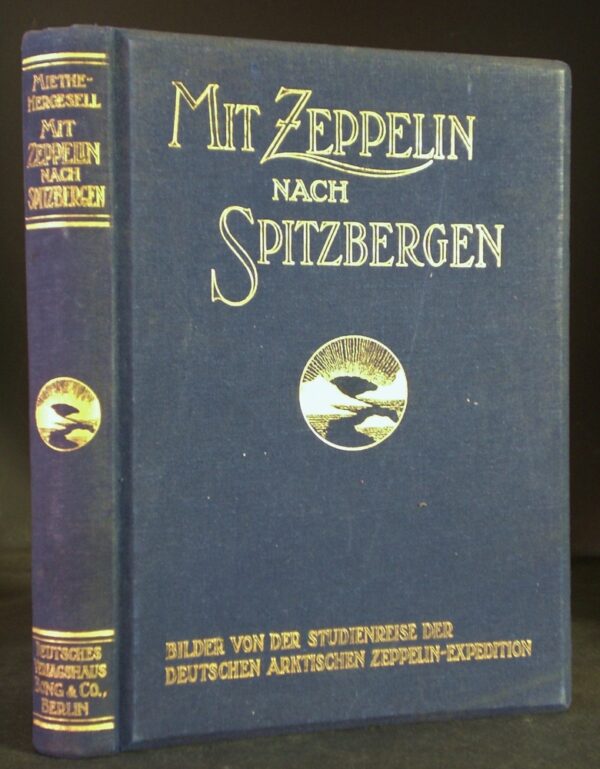 MIETHE-
HERGESELL
MIT
ZEPPELIN
NACH
SPITZBERGEN
DEUTSCHES
VERLAGSHAUS
BONG & CO.,
BERLIN
MIT ZEPPELIN
NACH
SPITZBERGEN
BILDER VON DER STUDIENREISE DER
DEUTSCHEN ARKTISCHEN ZEPPELIN-EXPEDITION